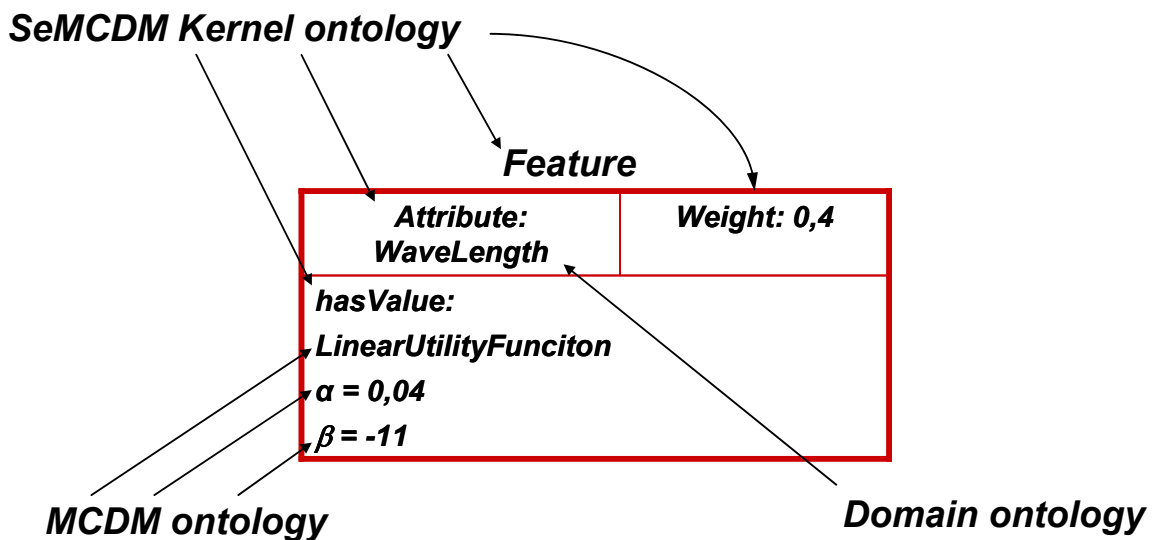 SeMCDM Kernel ontology
Feature
Attribute:
WaveLength
Weight: 0,4
hasValue:
LinearUtilityFunciton
α = 0,04
β = -11
MCDM ontology
Domain ontology